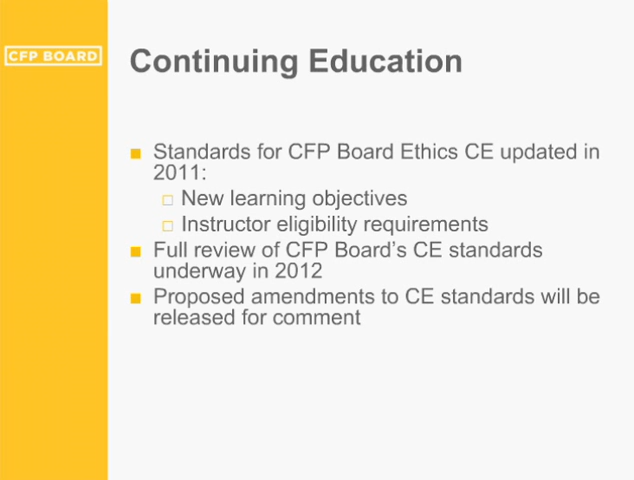 CFP BOARD
Continuing Education
Standards for CFP Board Ethics CE updated in
2011:
New learning objectives
Instructor eligibility requirements
Full review of CFP Board's CE standards
underway in 2012
Proposed amendments to CE standards will be
released for comment